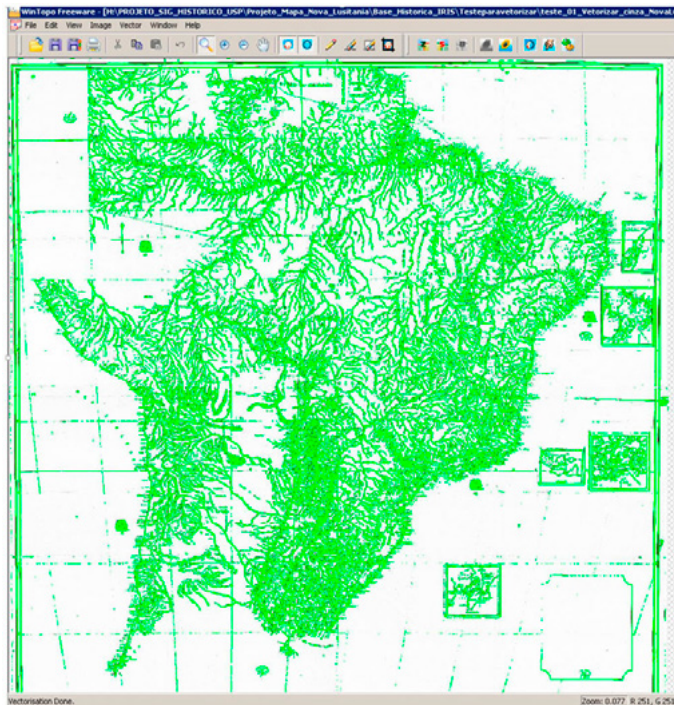 WinTopo Freeware - [H:\PROJETO_SIG_HISTORICO_USP\Projeto_Mapa_Nova_Lusitania\Base_Historica_IRIS\Testeparavetorizar\teste_01_Vetorizar_cinza_NovaL
File Edit View Image Vector Window Help
Vectorisation Done.
Zoom: 0.077 R 251, G 251